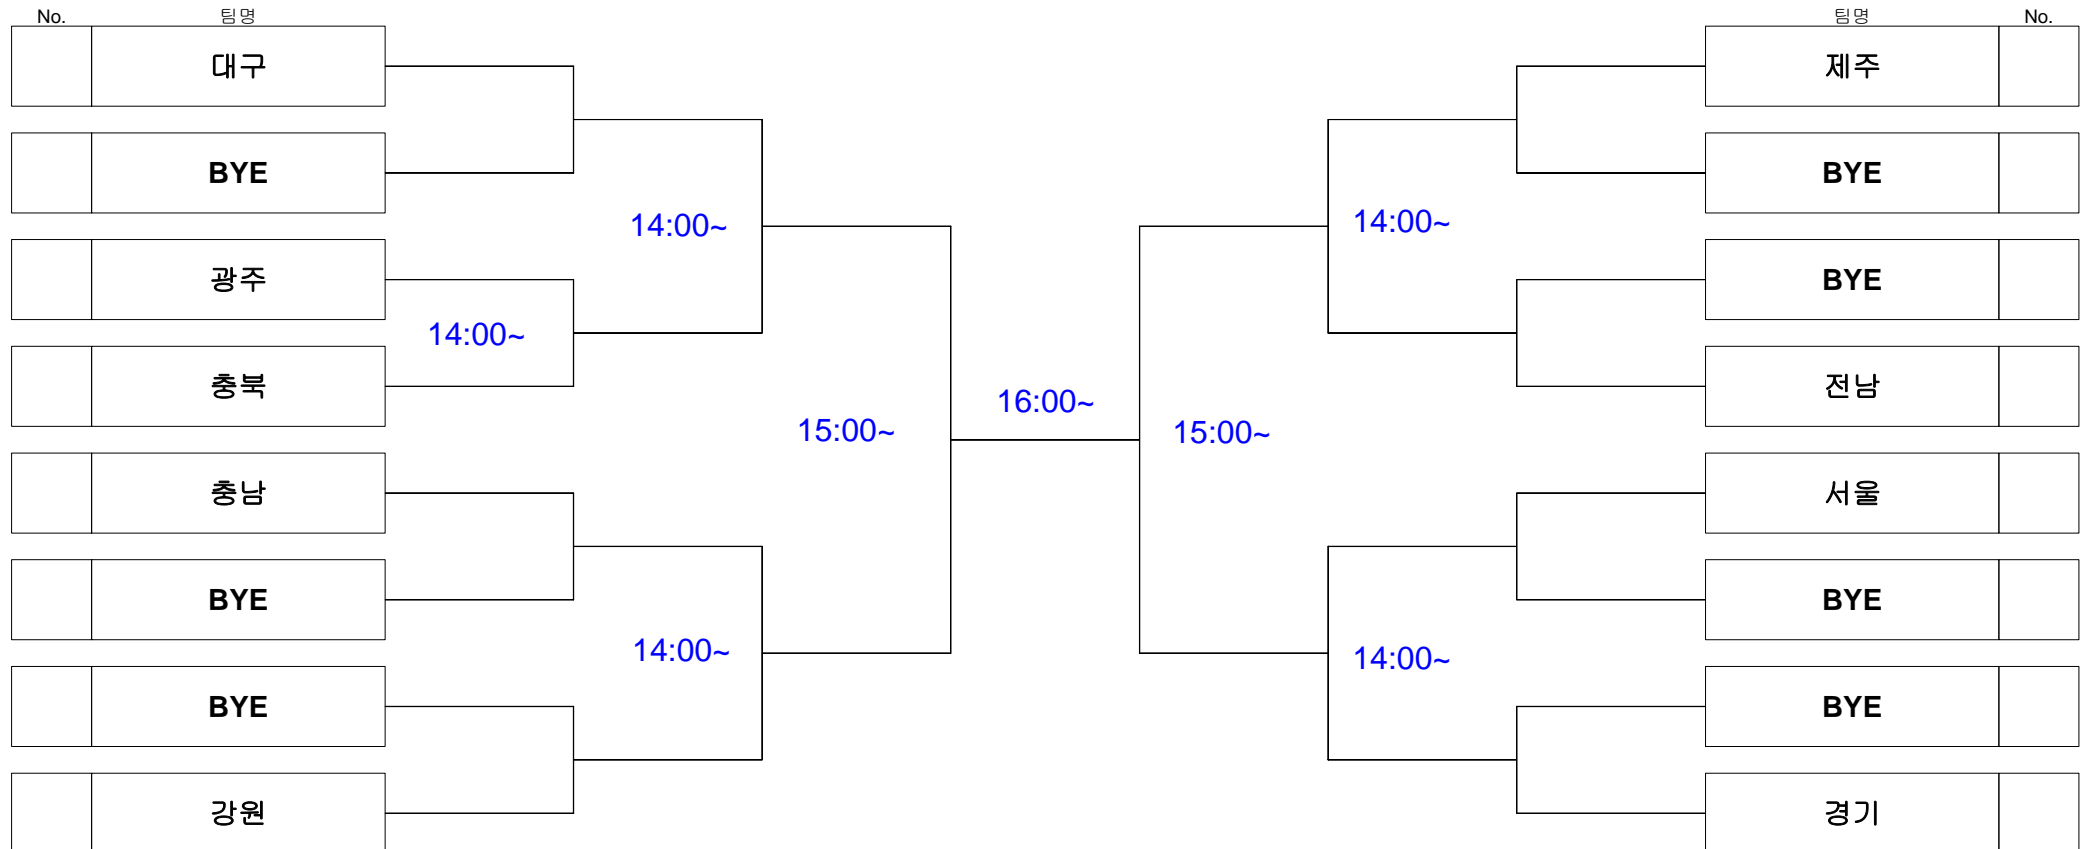 No. 팀명 팀명 No.
대구 제주
BYE BYE
14:00~ 14:00~
광주 BYE
14:00~
충북 전남
16:00~
15:00~ 15:00~
충남 서울
BYE BYE
14:00~ 14:00~
BYE BYE
강원 경기